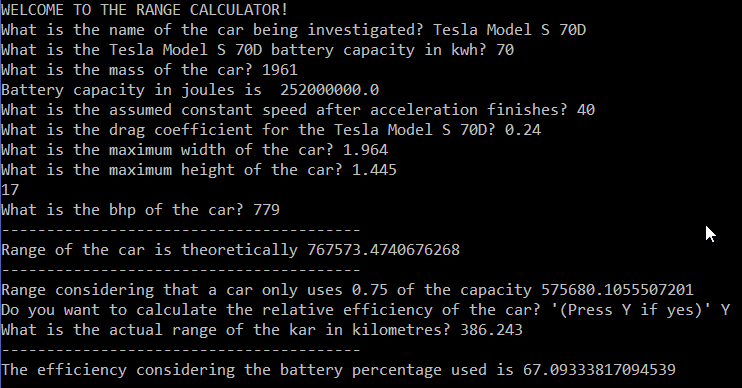 WELCOME TO THE RANGE CALCULATOR!
What is the name of the car being investigated? Tesla Model S 70D
What is the Tesla Model S 70D battery capacity in kwh? 70
What is the mass of the car? 1961
Battery capacity in joules is  252000000.0
What is the assumed constant speed after acceleration finishes? 40
What is the drag coefficient for the Tesla Model S 70D? 0.24
What is the maximum width of the car? 1.964
What is the maximum height of the car? 1.445
17
What is the bhp of the car? 779
----------------------------------------
Range of the car is theoretically 767573.4740676268
----------------------------------------
Range considering that a car only uses 0.75 of the capacity 575680.1055507201
Do you want to calculate the relative efficiency of the car? '(Press Y if yes)' Y
What is the actual range of the kar in kilometres? 386.243
----------------------------------------
The efficiency considering the battery percentage used is 67.09333817094539